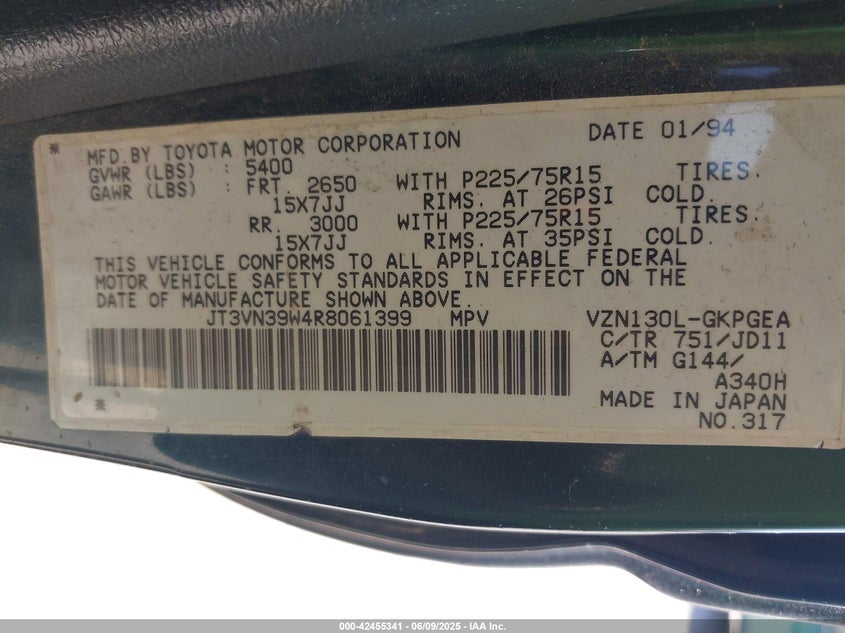 MFD.BY TOYOTA MOTOR CORPORATION DATE 01/94
GVWR (LBS) : 5400
GAWR (LBS) : FRT. 2650 WITH P225/75R15 TIRES.
15X7JJ RIMS. AT 26PSI COLD.
RR. 3000 WITH P225/75R15 TIRES.
15X7JJ RIMS. AT 35PSI COLD.
THIS VEHICLE CONFORMS TO ALL APPLICABLE FEDERAL
MOTOR VEHICLE SAFETY STANDARDS IN EFFECT ON THE
DATE OF MANUFACTURE SHOWN ABOVE.
JT3VN39W4R8061399 MPV VZN130L-GKPGEA
C/TR 751/JD11
A/TM G144/
A340H
MADE IN JAPAN
NO.317
000-42455341 - 06/09/2025 - IAA Inc.